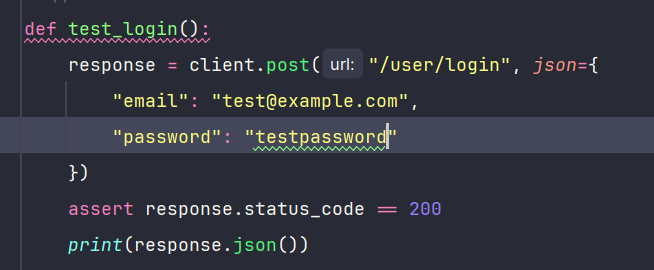 def test_login():
response = client.post( url: "/user/login", json={
"email": "test@example.com",
"password": "testpassword"
})
assert response.status_code == 200
print(response.json())